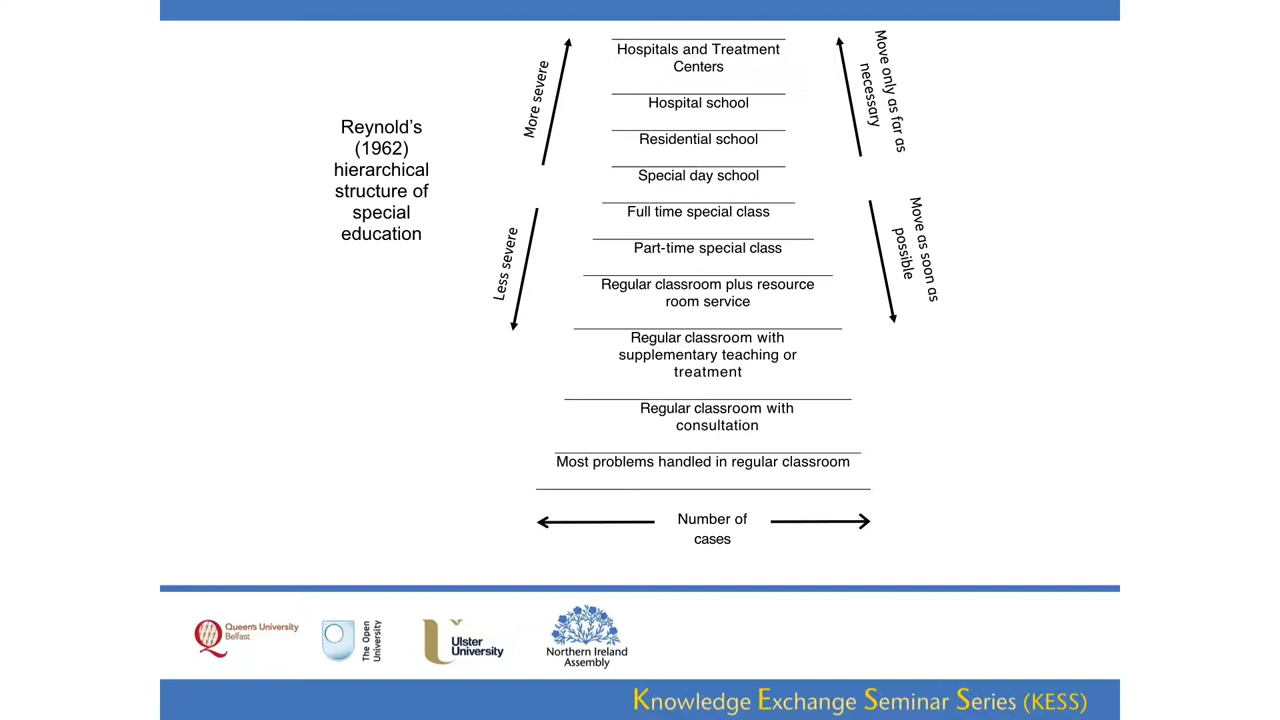 Reynold's
(1962)
hierarchical
structure of
special
education
More severe
Less severe
Hospitals and Treatment
Centers
Hospital school
Residential school
Special day school
Full time special class
Part-time special class
Regular classroom plus resource
room service
Regular classroom with
supplementary teaching or
treatment
Regular classroom with
consultation
Most problems handled in regular classroom
Number of
cases
Move only as far as
necessary
Move as soon as
possible
Queen's University
Belfast
The Open
University
Ulster
University
Northern Ireland
Assembly
Knowledge Exchange Seminar Series (KESS)